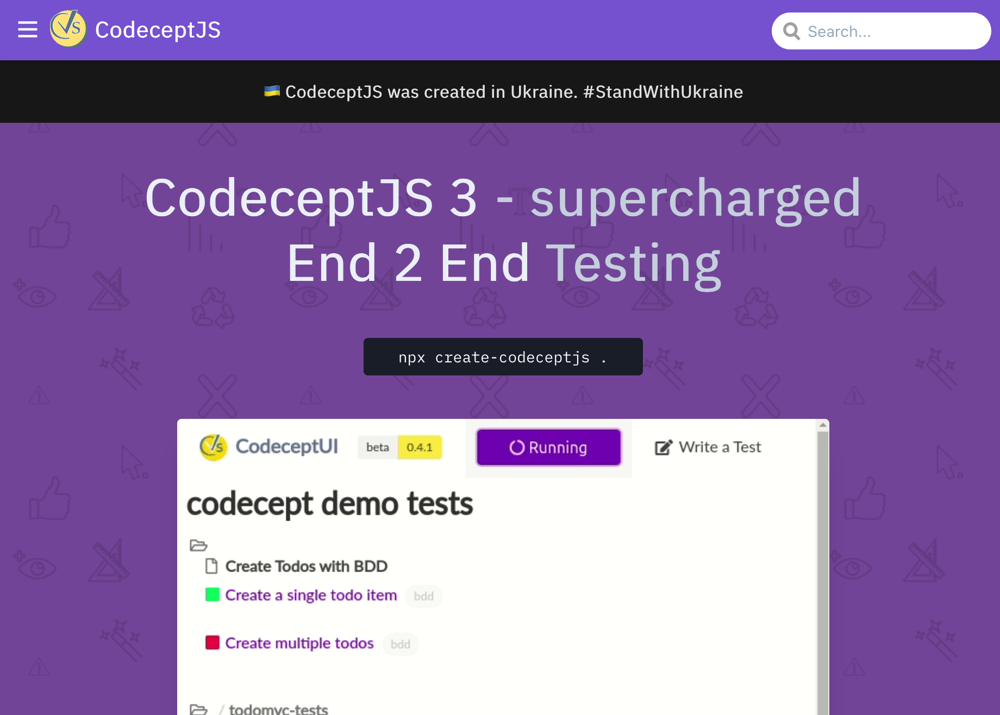 CodeceptJS
Search...
CodeceptJS was created in Ukraine. #StandWithUkraine
CodeceptJS 3 - supercharged
End 2 End Testing
npx create-codeceptjs .
CodeceptUI beta 0.4.1 Running Write a Test
codecept demo tests
Create Todos with BDD
Create a single todo item bdd
Create multiple todos bdd
/ todomvc-tests